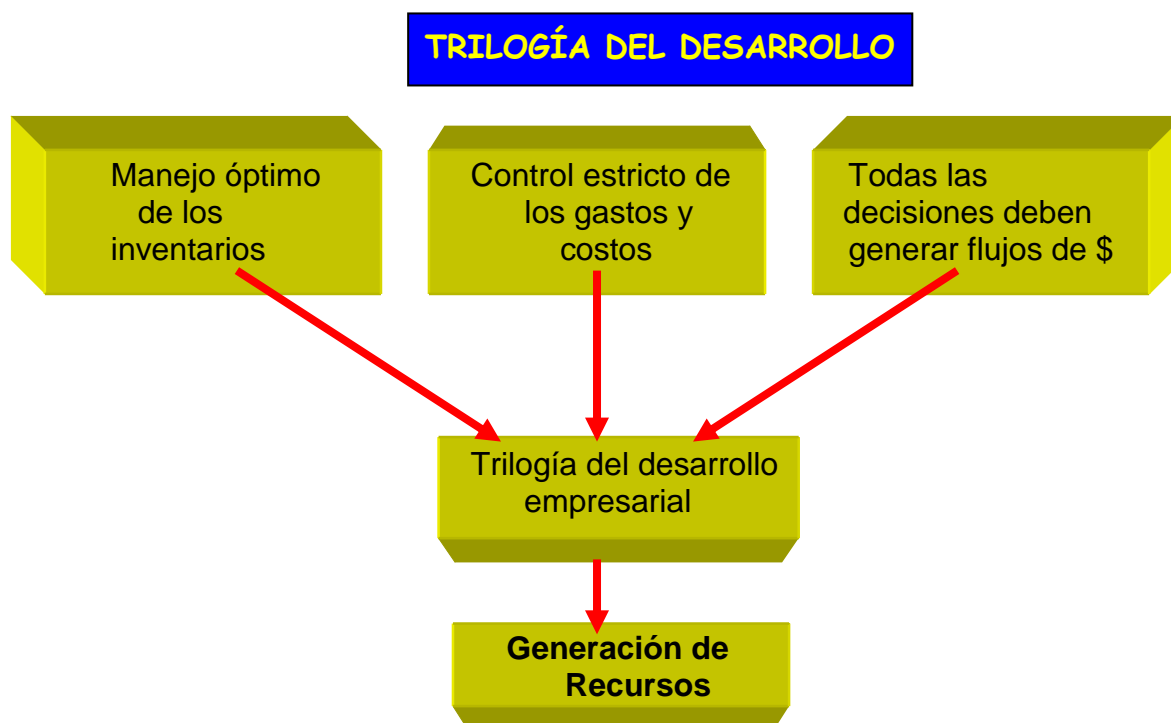 TRILOGÍA DEL DESARROLLO
Manejo óptimo
de los
inventarios
Control estricto de
los gastos y
costos
Todas las
decisiones deben
generar flujos de $
Trilogía del desarrollo
empresarial
Generación de
Recursos